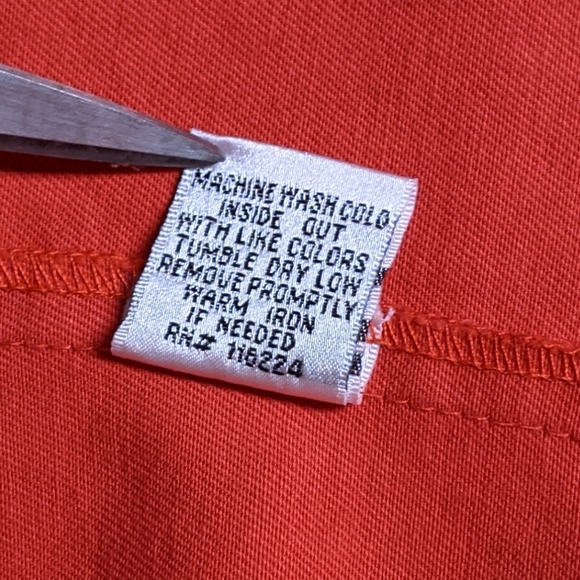 MACHINE WASH COLD
INSIDE OUT
WITH LIKE COLORS
TUMBLE DRY LOW
REMOVE PROMPTLY
WARM IRON
IF NEEDED
RN# 116224